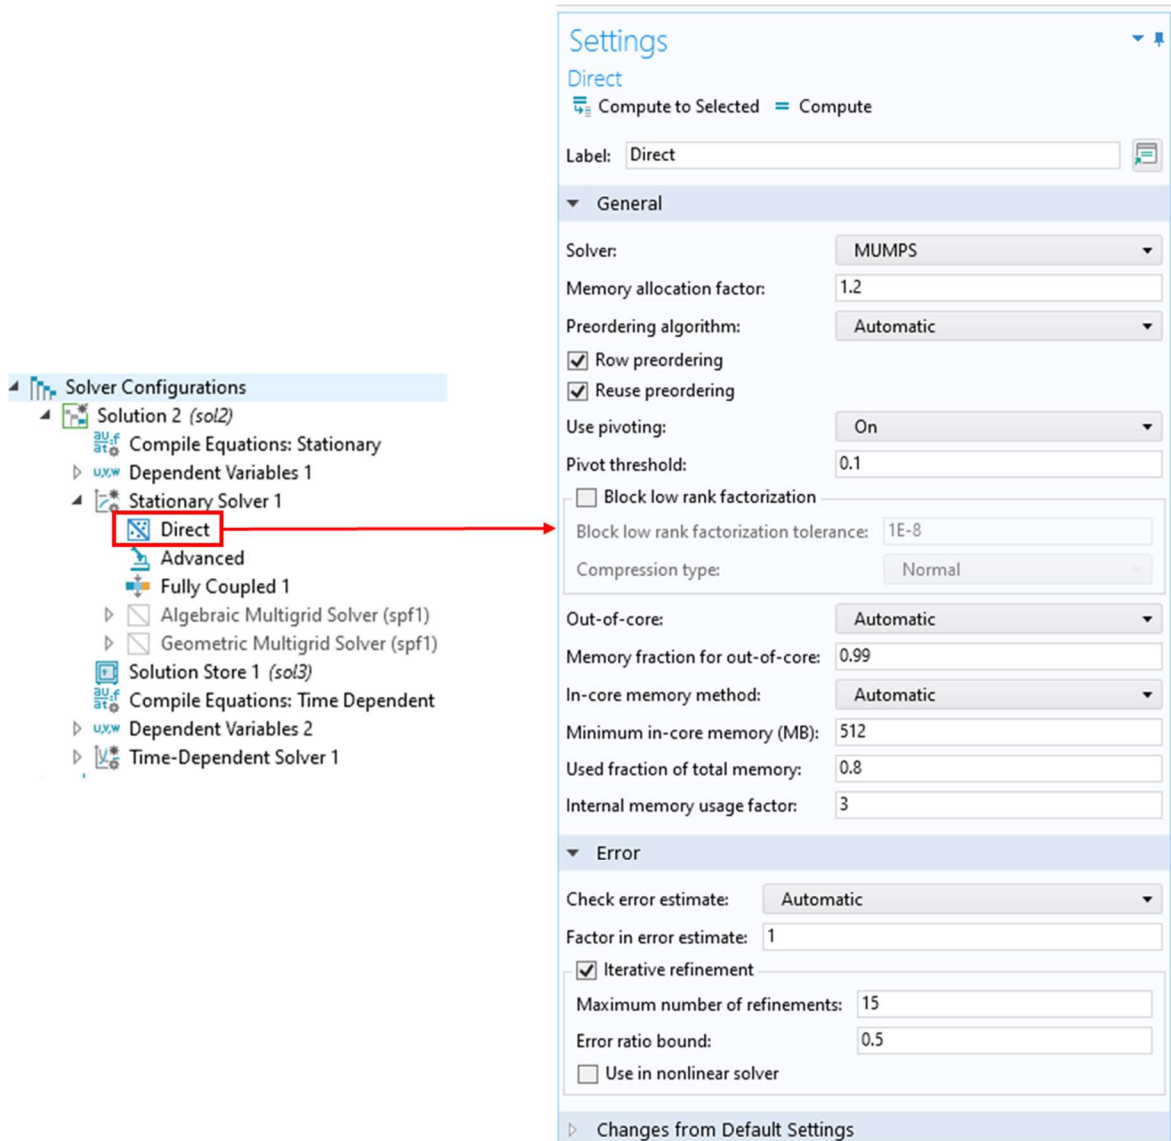 Solver Configurations
Solution 2 (sol2)
Compile Equations: Stationary
Dependent Variables 1
Stationary Solver 1
Direct
Advanced
Fully Coupled 1
Algebraic Multigrid Solver (spf1)
Geometric Multigrid Solver (spf1)
Solution Store 1 (sol3)
Compile Equations: Time Dependent
Dependent Variables 2
Time-Dependent Solver 1
Settings
Direct
Compute to Selected = Compute
Label: Direct
General
Solver: MUMPS
Memory allocation factor: 1.2
Preordering algorithm: Automatic
Row preordering
Reuse preordering
Use pivoting: On
Pivot threshold: 0.1
Block low rank factorization
Block low rank factorization tolerance: 1E-8
Compression type: Normal
Out-of-core: Automatic
Memory fraction for out-of-core: 0.99
In-core memory method: Automatic
Minimum in-core memory (MB): 512
Used fraction of total memory: 0.8
Internal memory usage factor: 3
Error
Check error estimate: Automatic
Factor in error estimate: 1
Iterative refinement
Maximum number of refinements: 15
Error ratio bound: 0.5
Use in nonlinear solver
Changes from Default Settings